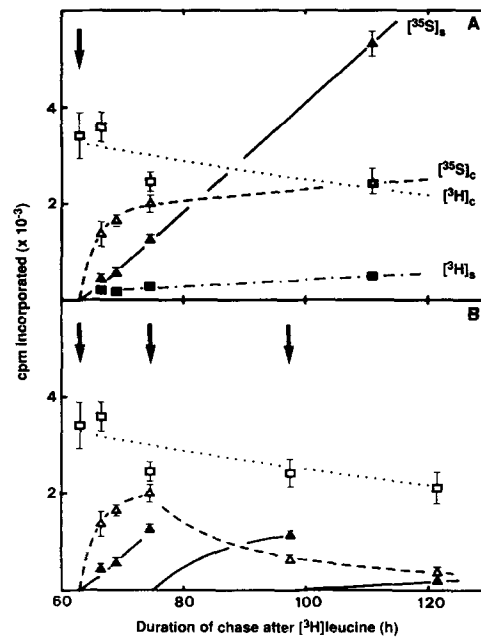 [³⁵S]s
A
4
[³⁵S]c
2
[³H]c
[³H]s
0
B
cpm incorporated (x 10⁻³)
4
2
60
80
100
120
Duration of chase after [³H]leucine (h)